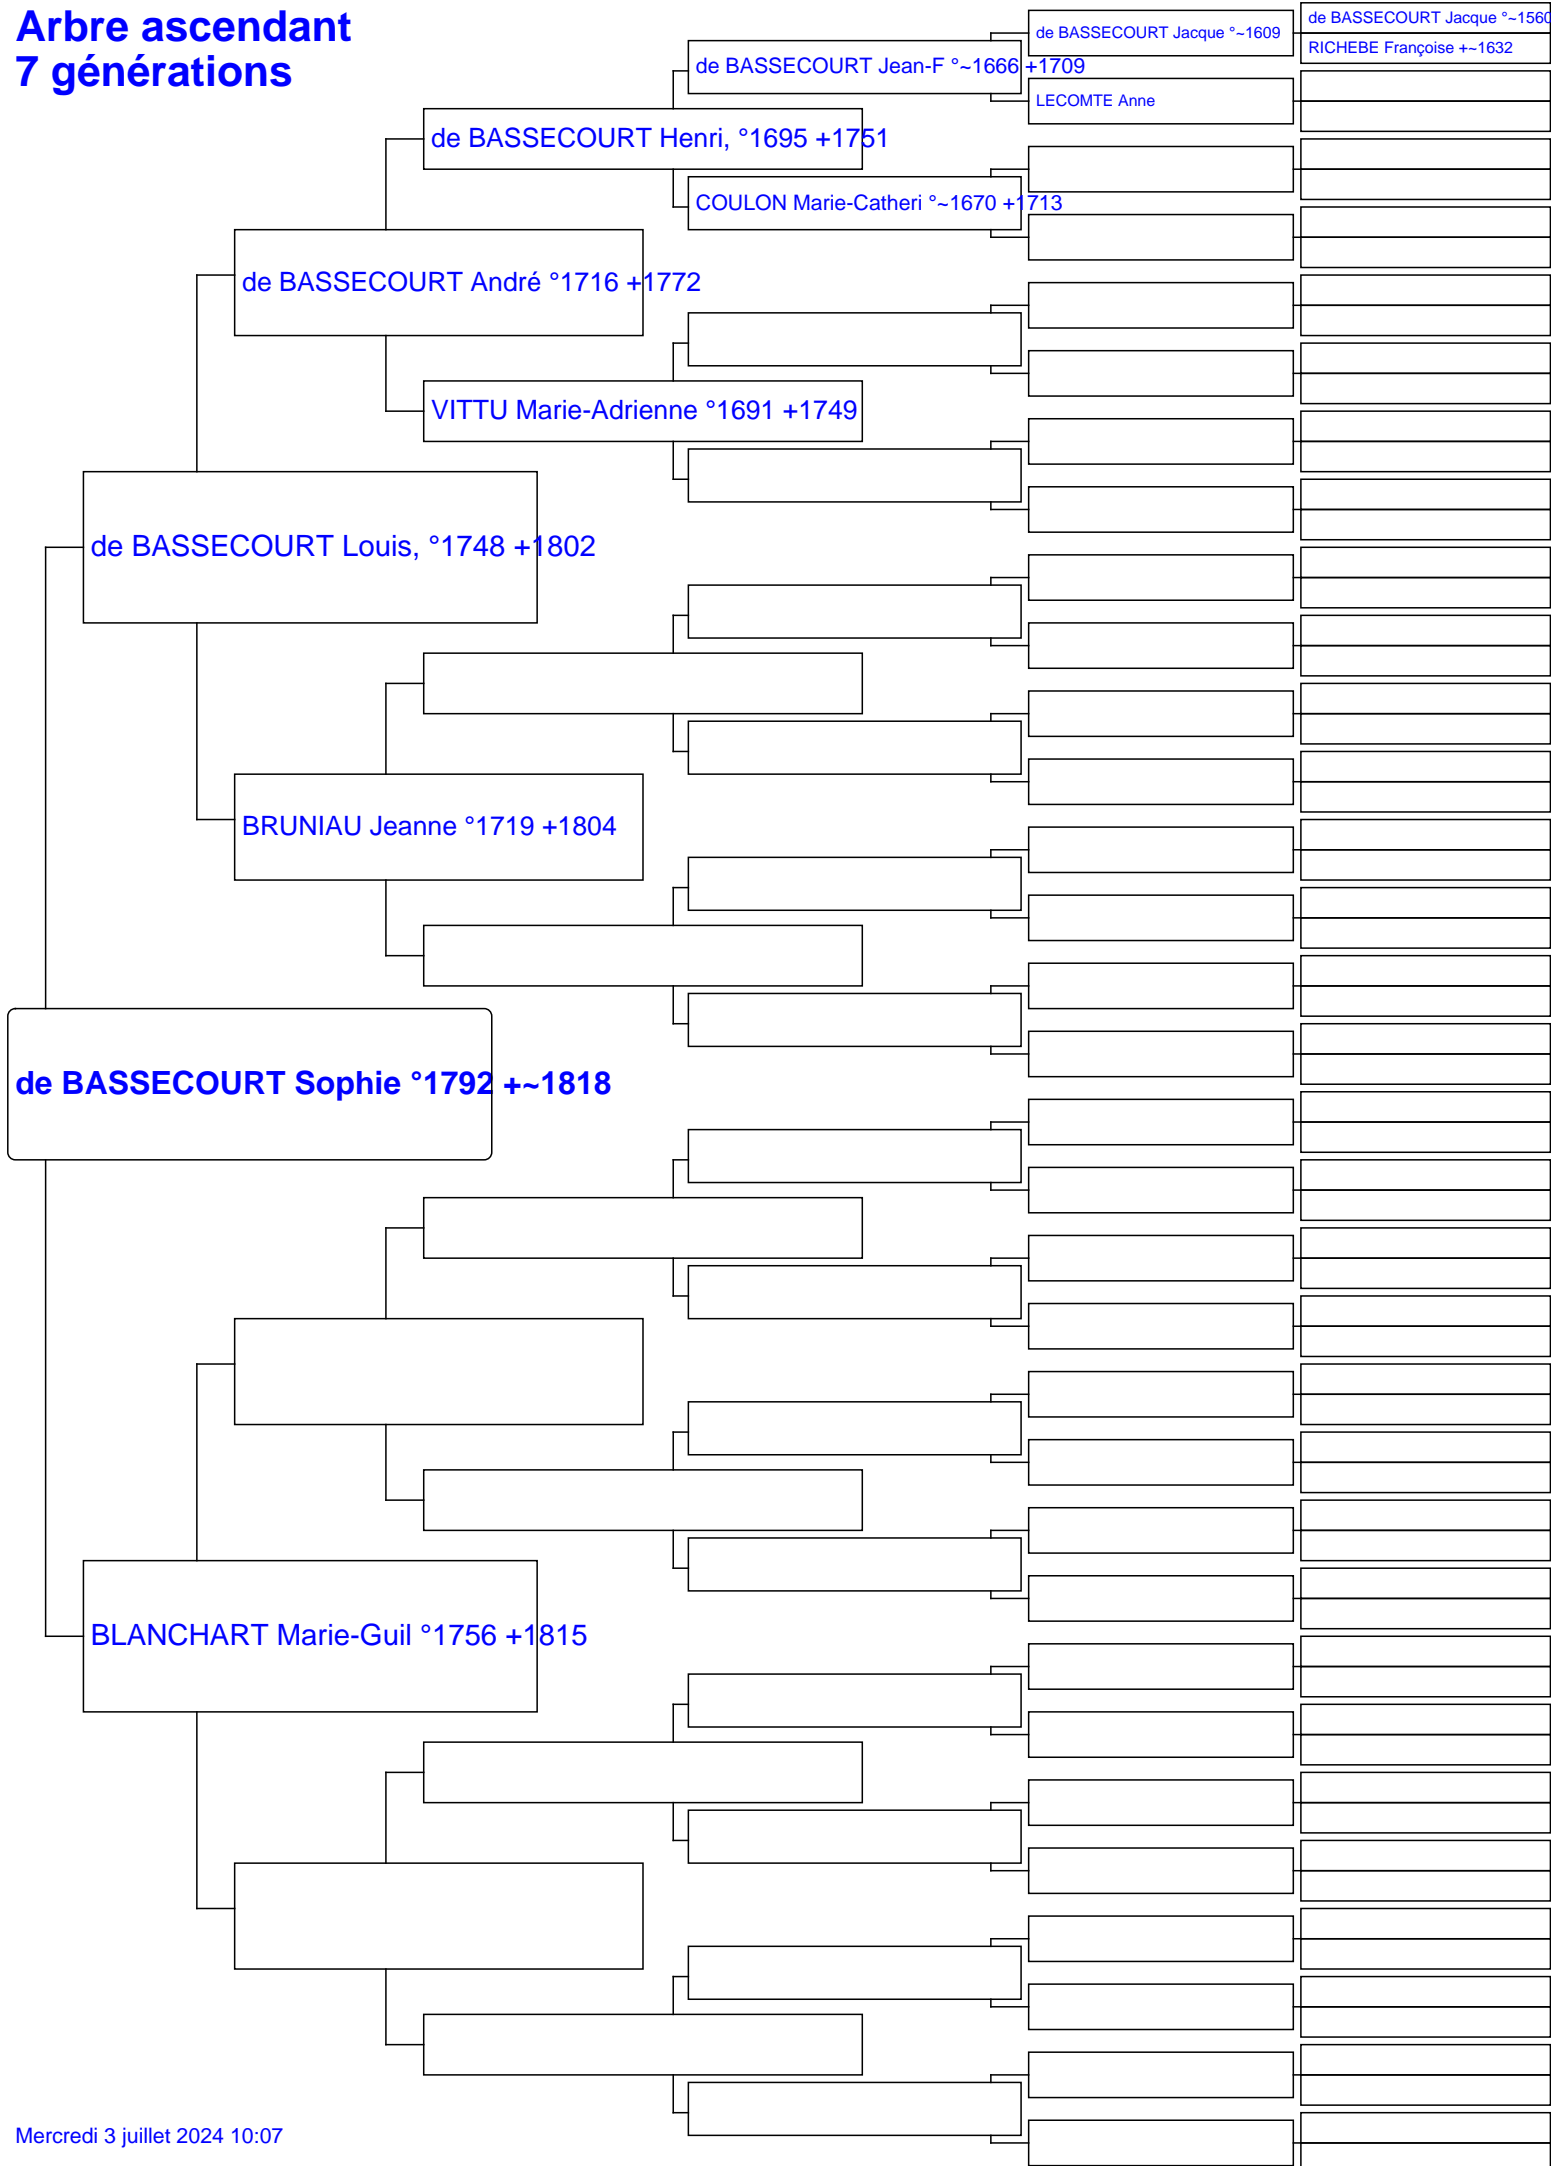 Arbre ascendant
7 générations
de BASSECOURT Jacque °~1560
RICHEBE Françoise +~1632
de BASSECOURT Jacque °~1609
de BASSECOURT Jean-F °~1666 +1709
LECOMTE Anne
de BASSECOURT Henri, °1695 +1751
COULON Marie-Catheri °~1670 +1713
de BASSECOURT André °1716 +1772
VITTU Marie-Adrienne °1691 +1749
de BASSECOURT Louis, °1748 +1802
BRUNIAU Jeanne °1719 +1804
de BASSECOURT Sophie °1792 +~1818
BLANCHART Marie-Guil °1756 +1815
Mercredi 3 juillet 2024 10:07